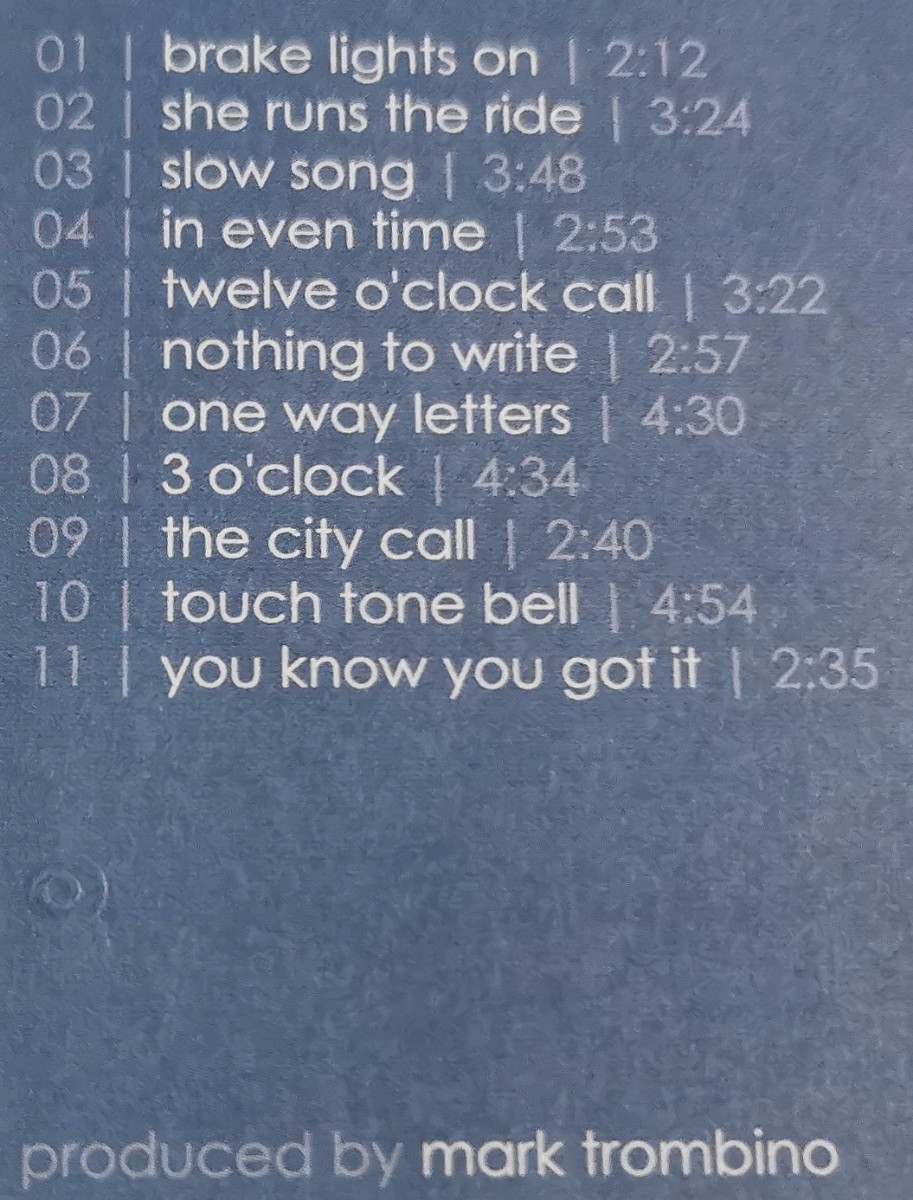 01 | brake lights on | 2:12
02 | she runs the ride | 3:24
03 | slow song | 3:48
04 | in even time | 2:53
05 | twelve o'clock call | 3:22
06 | nothing to write | 2:57
07 | one way letters | 4:30
08 | 3 o'clock | 4:34
09 | the city call | 2:40
10 | touch tone bell | 4:54
11 | you know you got it | 2:35
produced by mark trombino